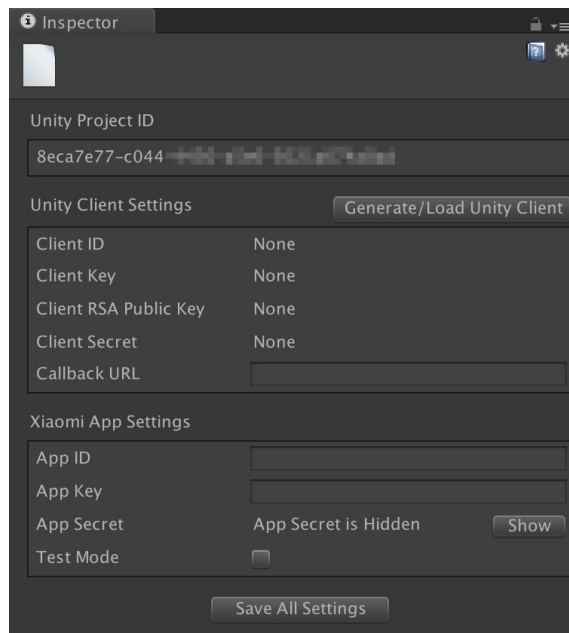 Inspector
Unity Project ID
8eca7e77-c044
Unity Client Settings Generate/Load Unity Client
Client ID None
Client Key None
Client RSA Public Key None
Client Secret None
Callback URL
Xiaomi App Settings
App ID
App Key
App Secret App Secret is Hidden Show
Test Mode
Save All Settings